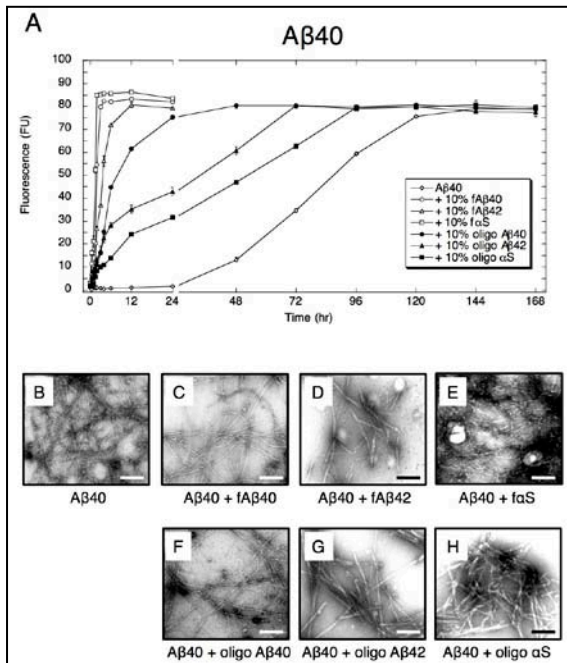 A
Aβ40
100
90
80
70
60
50
40
30
20
10
0
Fluorescence (FU)
0 12 24 48 72 96 120 144 168
Time (hr)
Aβ40
+ 10% fAβ40
+ 10% fAβ42
+ 10% fαS
+ 10% oligo Aβ40
+ 10% oligo Aβ42
+ 10% oligo αS
B C D E
Aβ40 Aβ40 + fAβ40 Aβ40 + fAβ42 Aβ40 + fαS
F G H
Aβ40 + oligo Aβ40 Aβ40 + oligo Aβ42 Aβ40 + oligo αS